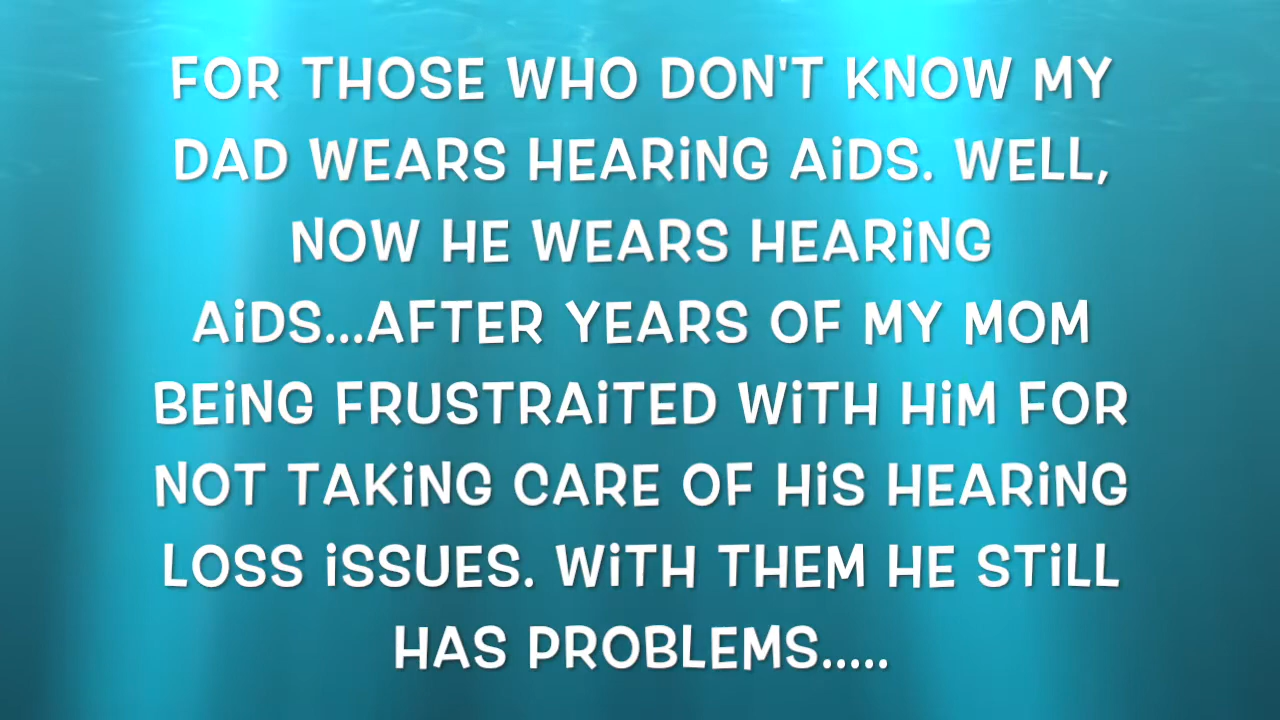 FOR THOSE WHO DON'T KNOW MY
DAD WEARS HEARiNG AiDS. WELL,
NOW HE WEARS HEARiNG
AiDS...AFTER YEARS OF MY MOM
BEiNG FRUSTRAiTED WiTH HiM FOR
NOT TAKiNG CARE OF HiS HEARiNG
LOSS iSSUES. WiTH THEM HE STiLL
HAS PROBLEMS.....